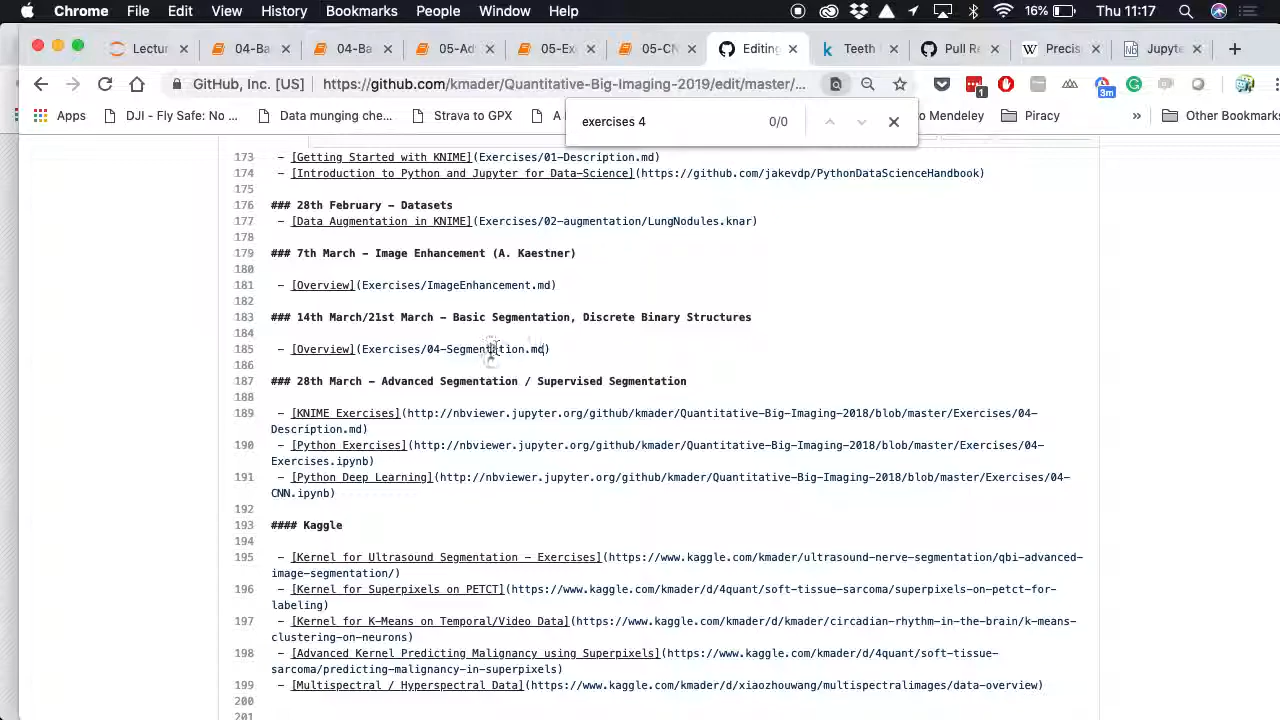 Chrome File Edit View History Bookmarks People Window Help 16% Thu 11:17
Lectur 04-Ba 04-Ba 05-Ad 05-Ex 05-CN Editing Teeth Pull Re Precis Jupyte
GitHub, Inc. [US] https://github.com/kmader/Quantitative-Big-Imaging-2019/edit/master/... 1 3m
Apps DJI - Fly Safe: No ... Data munging che... Strava to GPX Mendeley Piracy » Other Bookmarks
exercises 4 0/0
173 - [Getting Started with KNIME](Exercises/01-Description.md)
174 - [Introduction to Python and Jupyter for Data-Science](https://github.com/jakevdp/PythonDataScienceHandbook)
175
176 ### 28th February - Datasets
177 - [Data Augmentation in KNIME](Exercises/02-augmentation/LungNodules.knar)
178
179 ### 7th March - Image Enhancement (A. Kaestner)
180
181 - [Overview](Exercises/ImageEnhancement.md)
182
183 ### 14th March/21st March - Basic Segmentation, Discrete Binary Structures
184
185 - [Overview](Exercises/04-Segmentation.md)
186
187 ### 28th March - Advanced Segmentation / Supervised Segmentation
188
189 - [KNIME Exercises](http://nbviewer.jupyter.org/github/kmader/Quantitative-Big-Imaging-2018/blob/master/Exercises/04-
Description.md)
190 - [Python Exercises](http://nbviewer.jupyter.org/github/kmader/Quantitative-Big-Imaging-2018/blob/master/Exercises/04-
Exercises.ipynb)
191 - [Python Deep Learning](http://nbviewer.jupyter.org/github/kmader/Quantitative-Big-Imaging-2018/blob/master/Exercises/04-
CNN.ipynb)
192
193 #### Kaggle
194
195 - [Kernel for Ultrasound Segmentation - Exercises](https://www.kaggle.com/kmader/ultrasound-nerve-segmentation/qbi-advanced-
image-segmentation/)
196 - [Kernel for Superpixels on PETCT](https://www.kaggle.com/kmader/d/4quant/soft-tissue-sarcoma/superpixels-on-petct-for-
labeling)
197 - [Kernel for K-Means on Temporal/Video Data](https://www.kaggle.com/kmader/d/kmader/circadian-rhythm-in-the-brain/k-means-
clustering-on-neurons)
198 - [Advanced Kernel Predicting Malignancy using Superpixels](https://www.kaggle.com/kmader/d/4quant/soft-tissue-
sarcoma/predicting-malignancy-in-superpixels)
199 - [Multispectral / Hyperspectral Data](https://www.kaggle.com/kmader/d/xiaozhouwang/multispectralimages/data-overview)
200
201